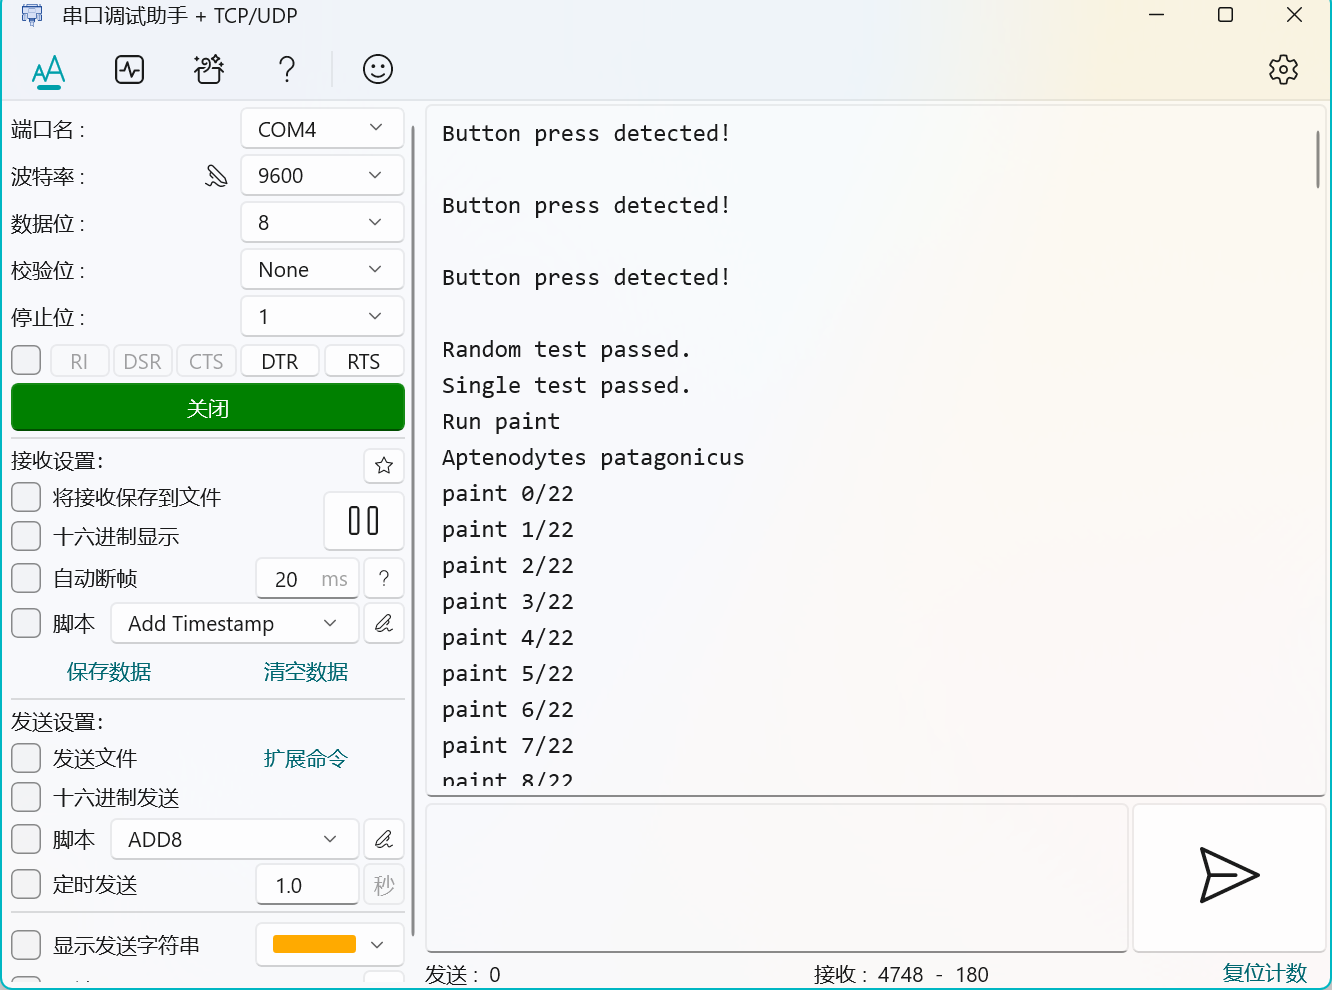 串口调试助手 + TCP/UDP
端口名 :
COM4
波特率 :
9600
数据位 :
8
校验位 :
None
停止位 :
1
RI DSR CTS DTR RTS
关闭
接收设置:
将接收保存到文件
十六进制显示
自动断帧
20 ms ?
脚本
Add Timestamp
保存数据 清空数据
发送设置:
发送文件 扩展命令
十六进制发送
脚本
ADD8
定时发送
1.0 秒
显示发送字符串
Button press detected!
Button press detected!
Button press detected!
Random test passed.
Single test passed.
Run paint
Aptenodytes patagonicus
paint 0/22
paint 1/22
paint 2/22
paint 3/22
paint 4/22
paint 5/22
paint 6/22
paint 7/22
paint 8/22
发送 : 0
接收 : 4748 - 180
复位计数